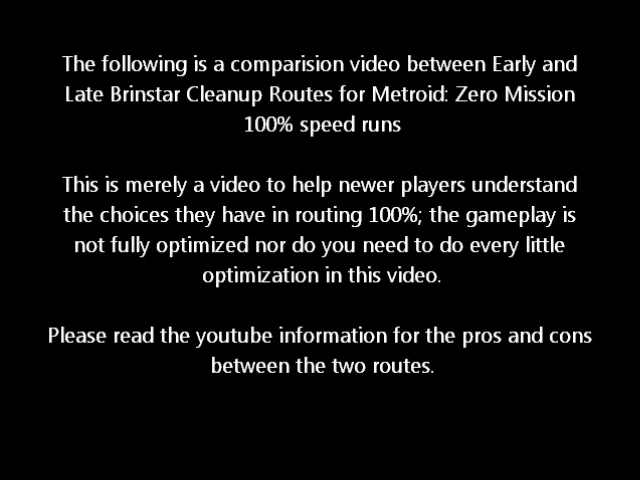 The following is a comparision video between Early and
Late Brinstar Cleanup Routes for Metroid: Zero Mission
100% speed runs
This is merely a video to help newer players understand
the choices they have in routing 100%; the gameplay is
not fully optimized nor do you need to do every little
optimization in this video.
Please read the youtube information for the pros and cons
between the two routes.